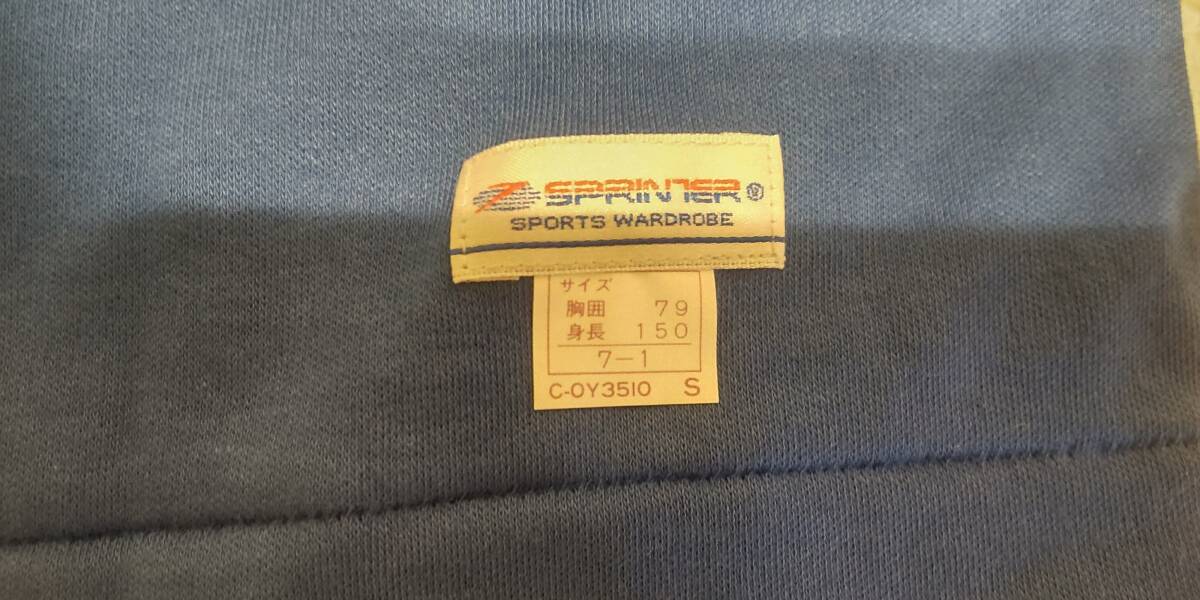 SPRINTER®
SPORTS WARDROBE
サイズ
胸囲 79
身長 150
7-1
C-OY3510 S